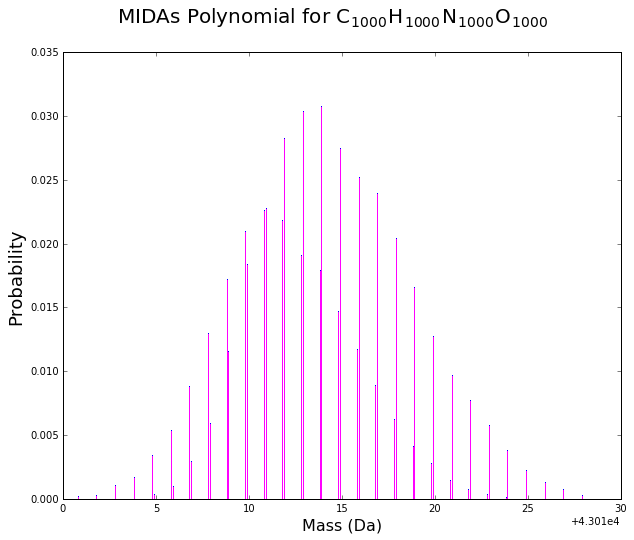 MIDAs Polynomial for C₁₀₀₀H₁₀₀₀N₁₀₀₀O₁₀₀₀
0.035
0.030
0.025
0.020
0.015
0.010
0.005
0.000
Probability
0 5 10 15 20 25 30
+4.301e4
Mass (Da)